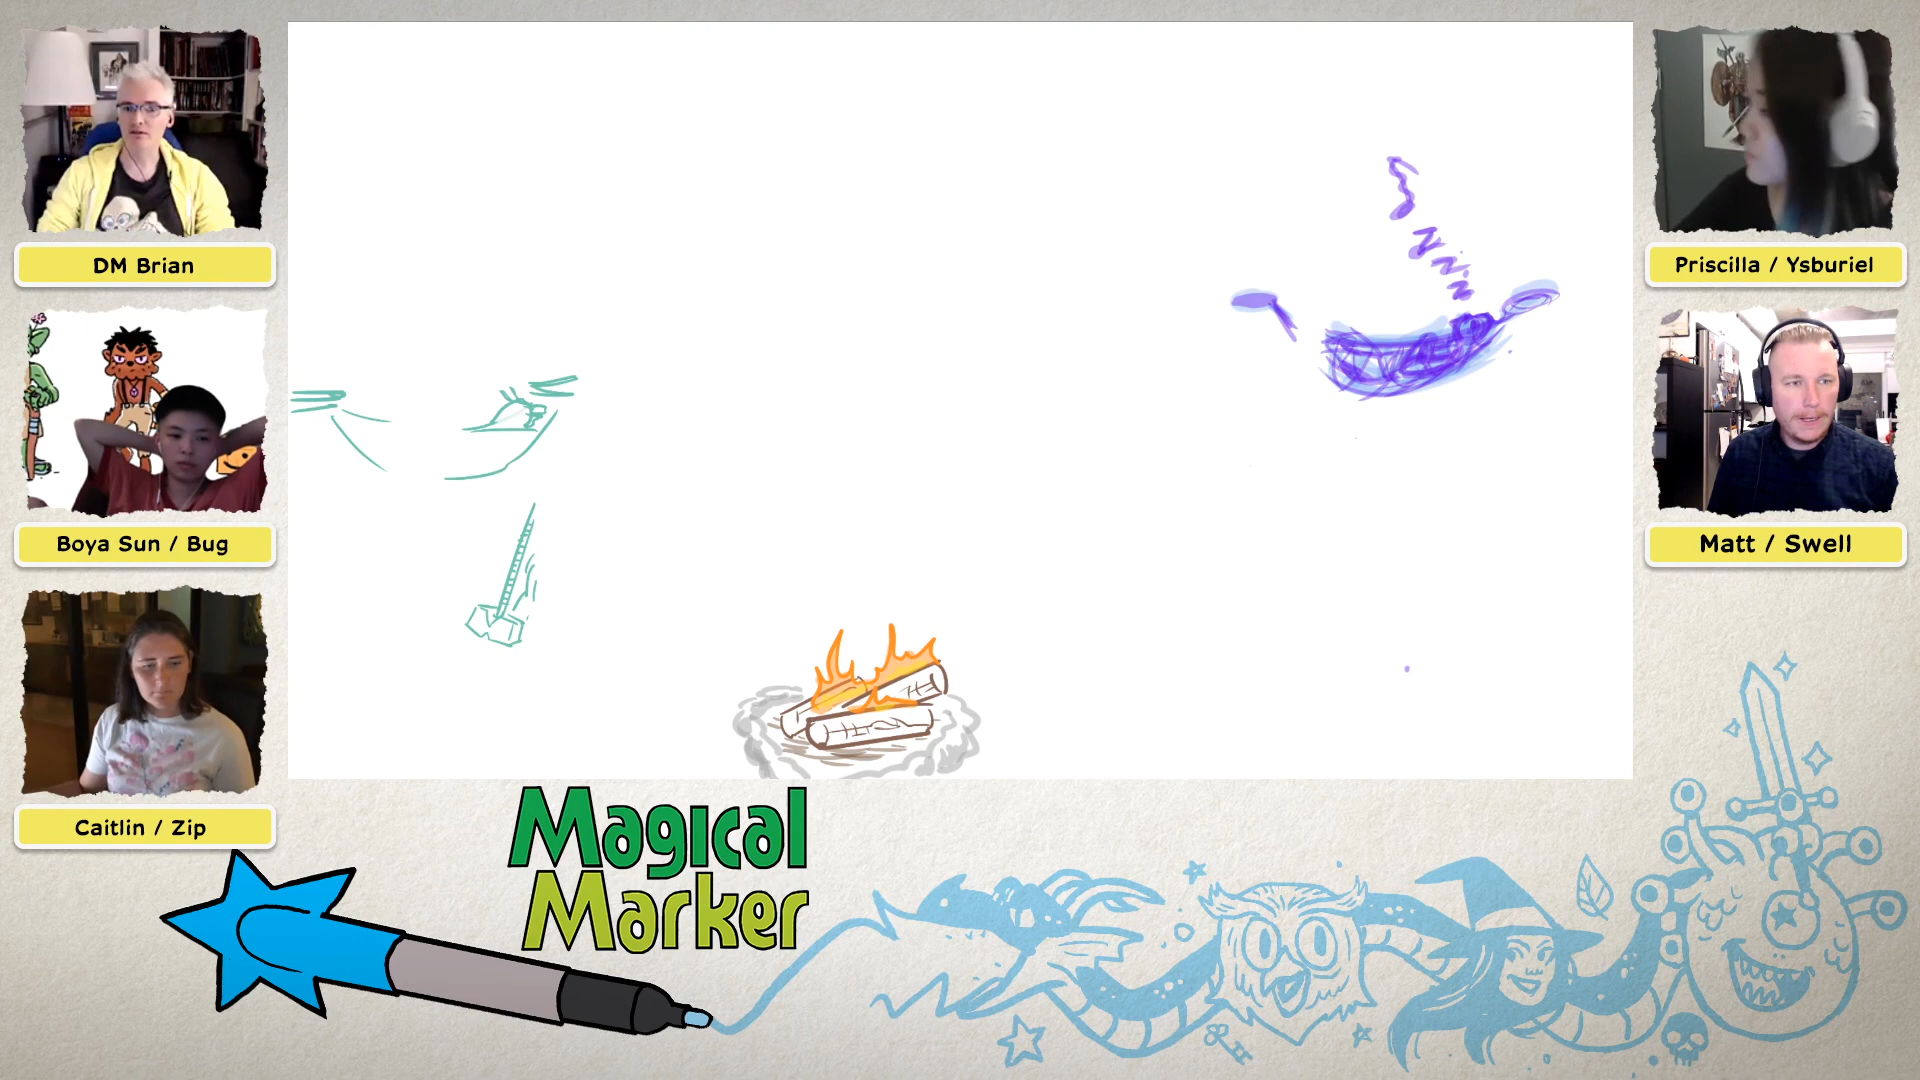 DM Brian
Priscilla / Ysburiel
Boya Sun / Bug
Matt / Swell
Caitlin / Zip
Magical
Marker